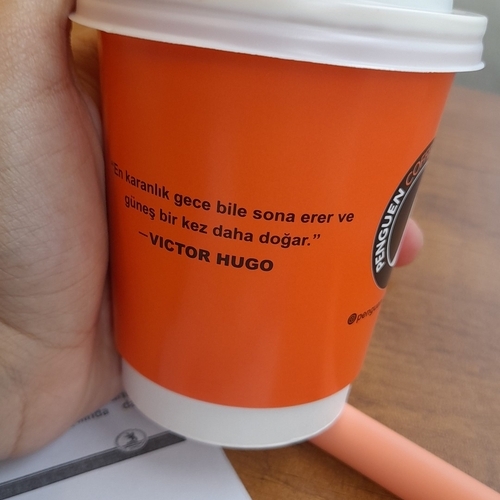 "En karanlık gece bile sona erer ve
güneş bir kez daha doğar."
—VICTOR HUGO
PENGUEN